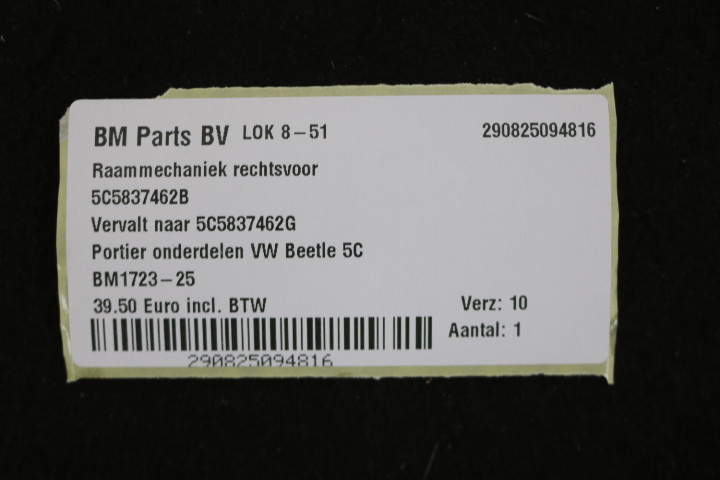 BM Parts BV LOK 8-51 290825094816
Raammechaniek rechtsvoor
5C5837462B
Vervalt naar 5C5837462G
Portier onderdelen VW Beetle 5C
BM1723-25
39.50 Euro incl. BTW Verz: 10
Aantal: 1
290825094816